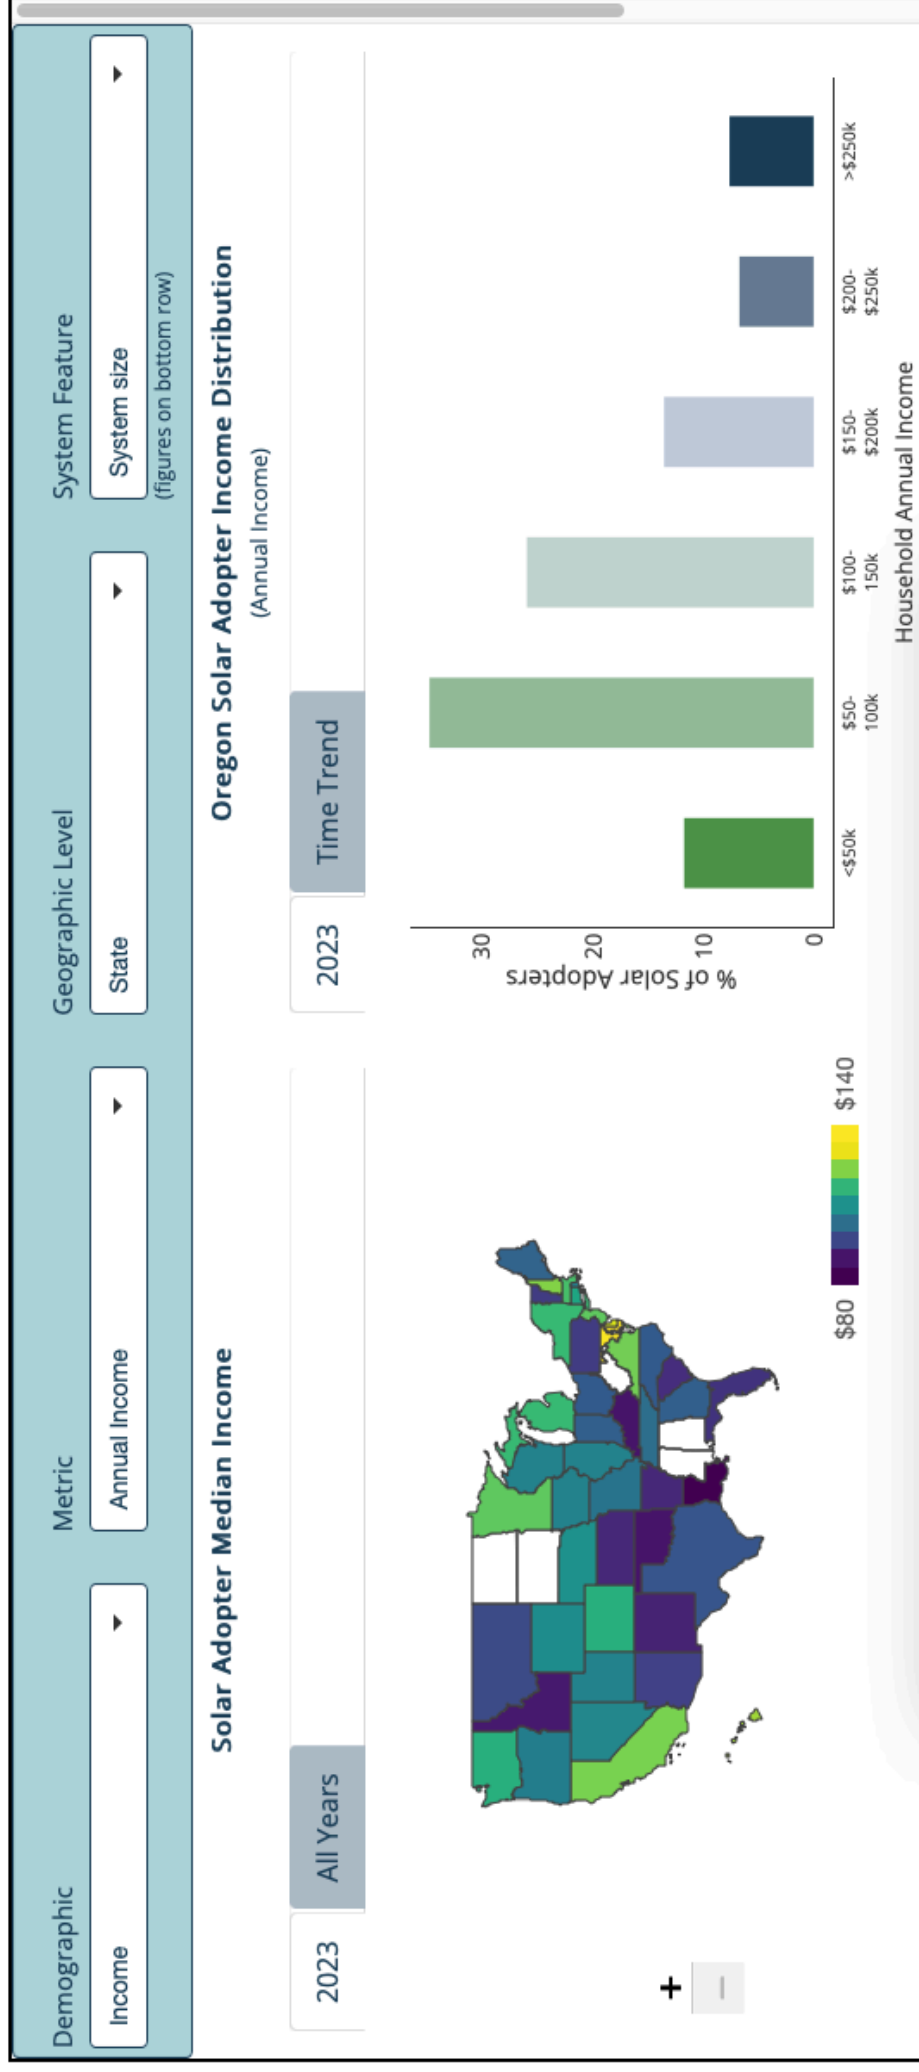 Demographic
Metric
Geographic Level
System Feature
Income
Annual Income
State
System size
(figures on bottom row)
Solar Adopter Median Income
2023
All Years
+
−
$80
$140
Oregon Solar Adopter Income Distribution
(Annual Income)
2023
Time Trend
% of Solar Adopters
30
20
10
0
<$50k
$50-
100k
$100-
150k
$150-
$200k
$200-
$250k
>$250k
Household Annual Income